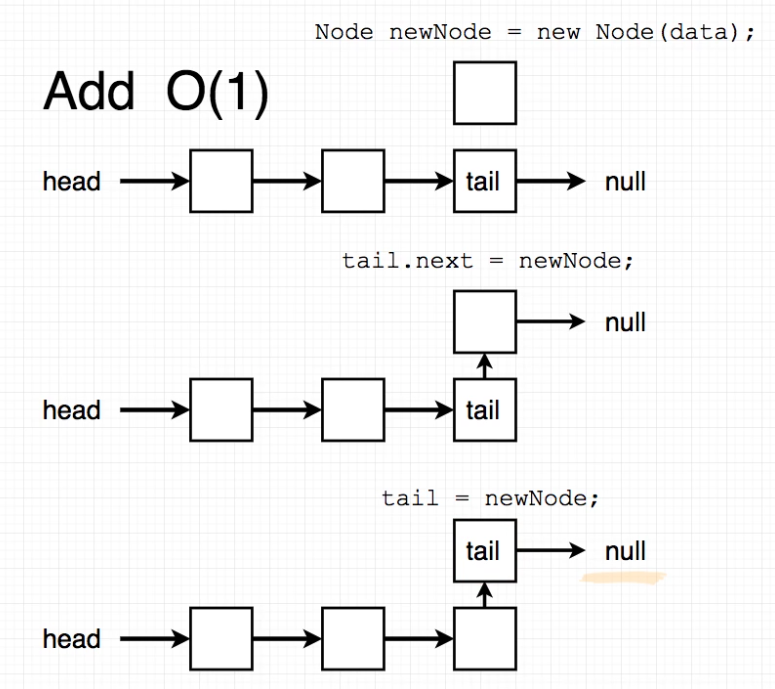 Node newNode = new Node(data);
Add O(1)
head
tail
null
tail.next = newNode;
null
head
tail
tail = newNode;
tail
null
head